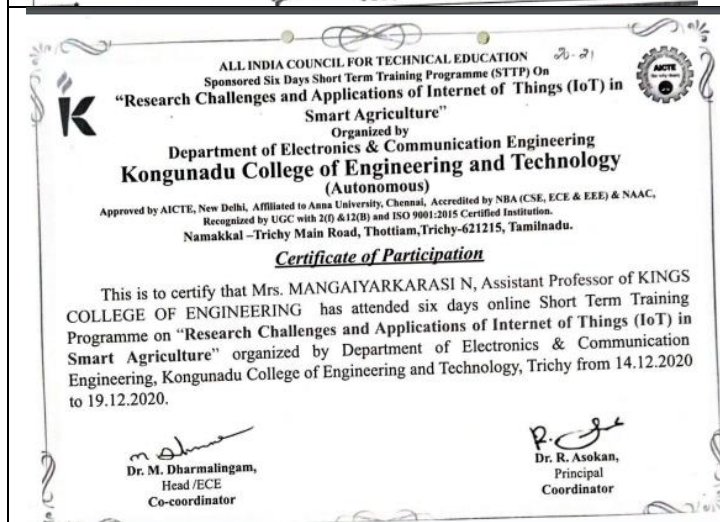 ALL INDIA COUNCIL FOR TECHNICAL EDUCATION 20-21
Sponsored Six Days Short Term Training Programme (STTP) On
“Research Challenges and Applications of Internet of Things (IoT) in
Smart Agriculture”
Organized by
Department of Electronics & Communication Engineering
Kongunadu College of Engineering and Technology
(Autonomous)
Approved by AICTE, New Delhi, Affiliated to Anna University, Chennai, Accredited by NBA (CSE, ECE & EEE) & NAAC,
Recognized by UGC with 2(f) &12(B) and ISO 9001:2015 Certified Institution.
Namakkal –Trichy Main Road, Thottiam,Trichy-621215, Tamilnadu.
AICTE
Certificate of Participation
This is to certify that Mrs. MANGAIYARKARASI N, Assistant Professor of KINGS
COLLEGE OF ENGINEERING has attended six days online Short Term Training
Programme on “Research Challenges and Applications of Internet of Things (IoT) in
Smart Agriculture” organized by Department of Electronics & Communication
Engineering, Kongunadu College of Engineering and Technology, Trichy from 14.12.2020
to 19.12.2020.
Dr. M. Dharmalingam,
Head /ECE
Co-coordinator
Dr. R. Asokan,
Principal
Coordinator